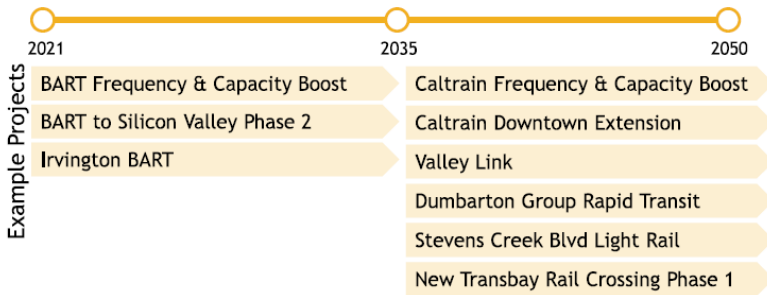 2021
2035
2050
Example Projects
BART Frequency & Capacity Boost
BART to Silicon Valley Phase 2
Irvington BART
Caltrain Frequency & Capacity Boost
Caltrain Downtown Extension
Valley Link
Dumbarton Group Rapid Transit
Stevens Creek Blvd Light Rail
New Transbay Rail Crossing Phase 1